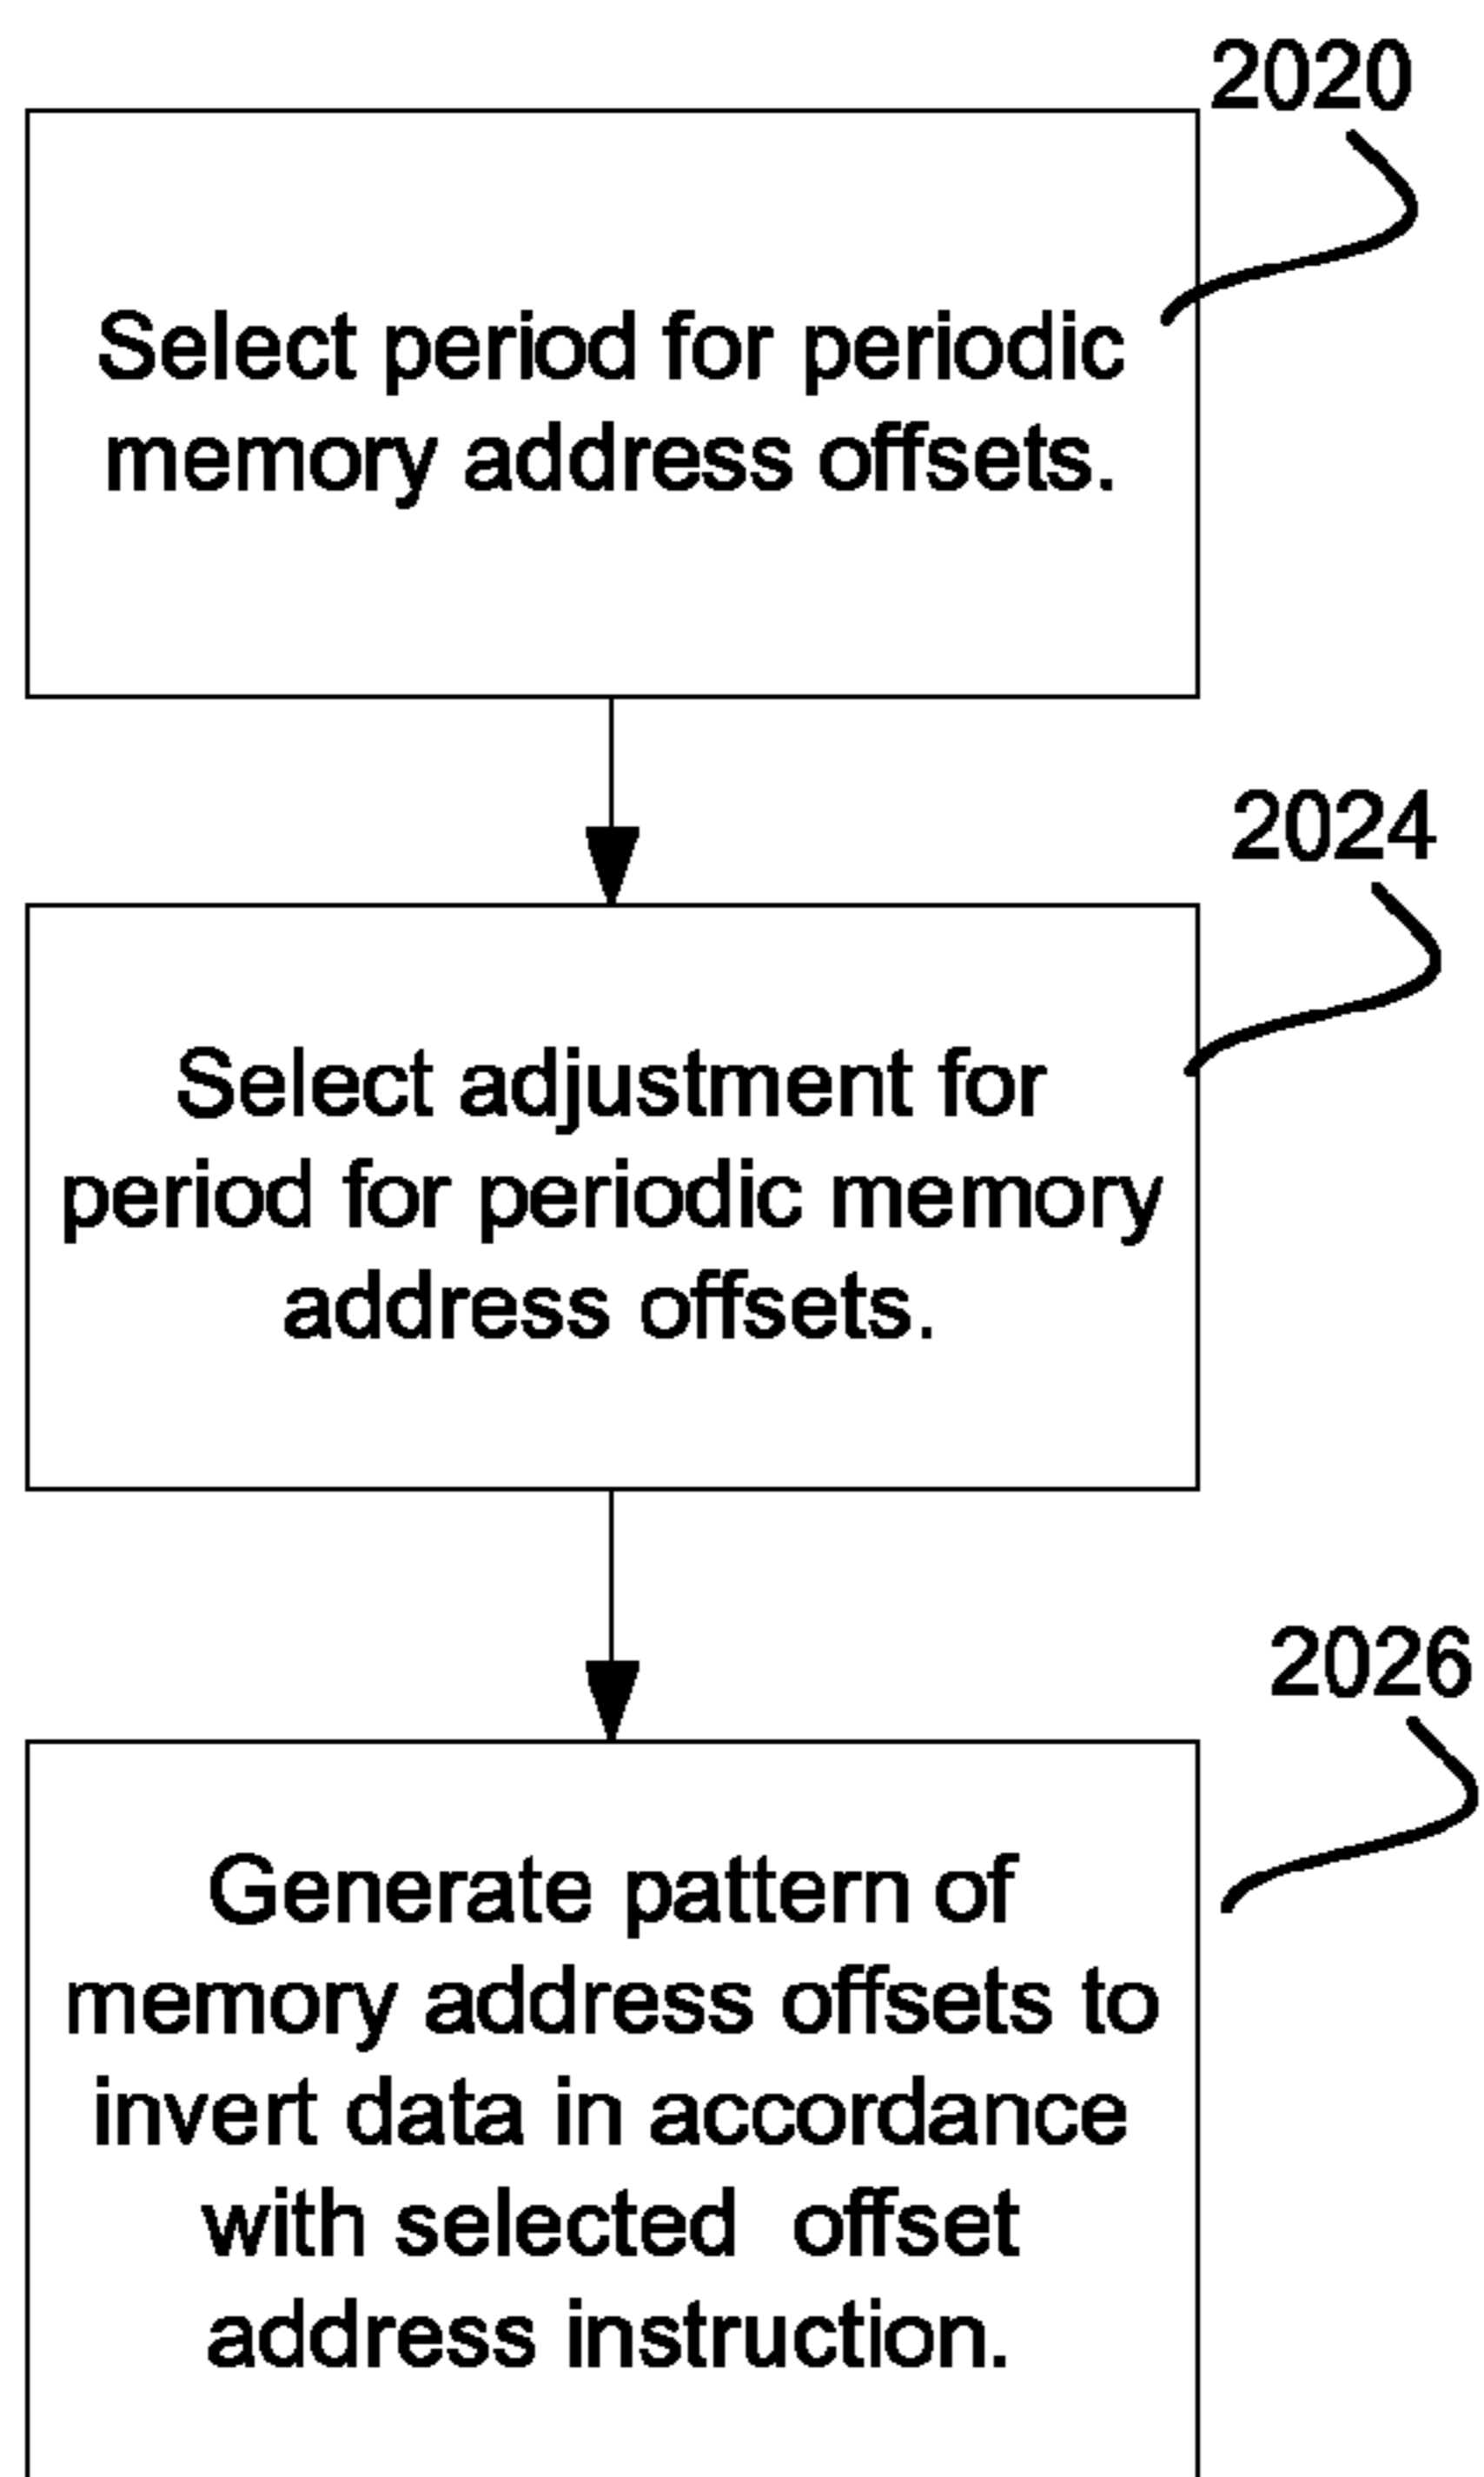 2020
Select period for periodic
memory address offsets.
2024
Select adjustment for
period for periodic memory
address offsets.
2026
Generate pattern of
memory address offsets to
invert data in accordance
with selected  offset
address instruction.